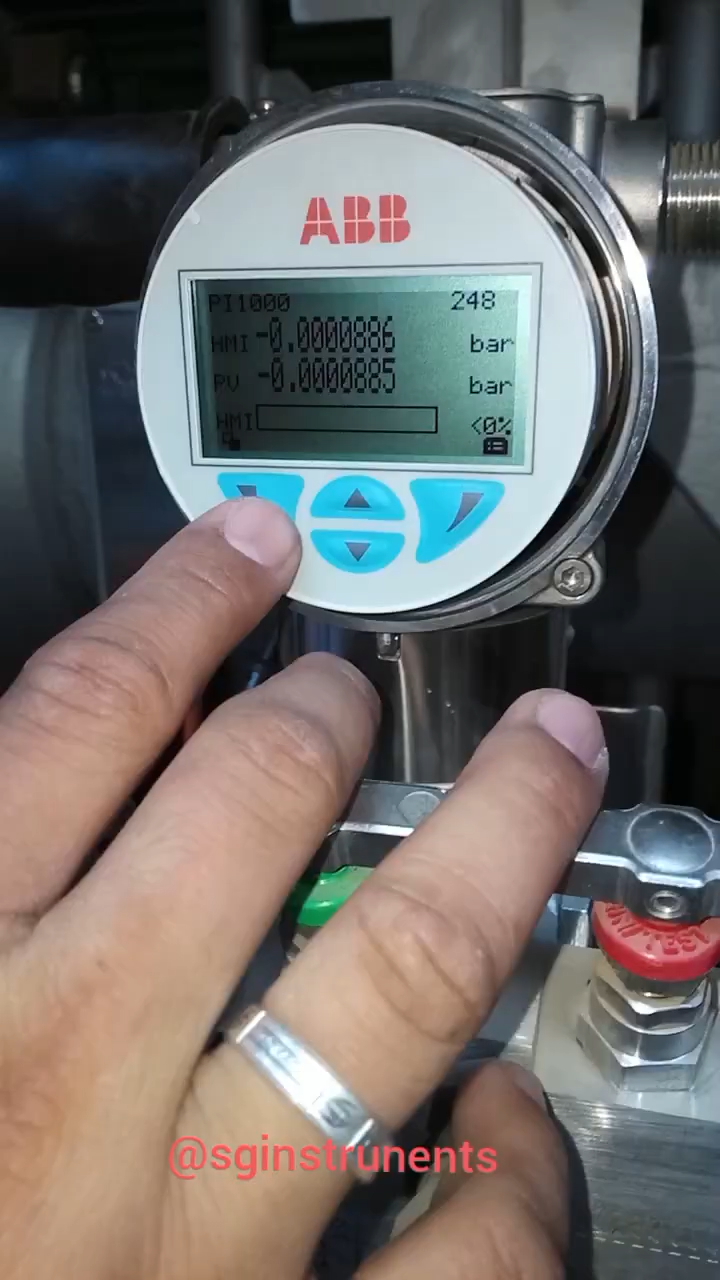 ABB
PI1000 248
HMI -0.0000886 bar
PV -0.0000885 bar
HMI <0%
@sginstrunents